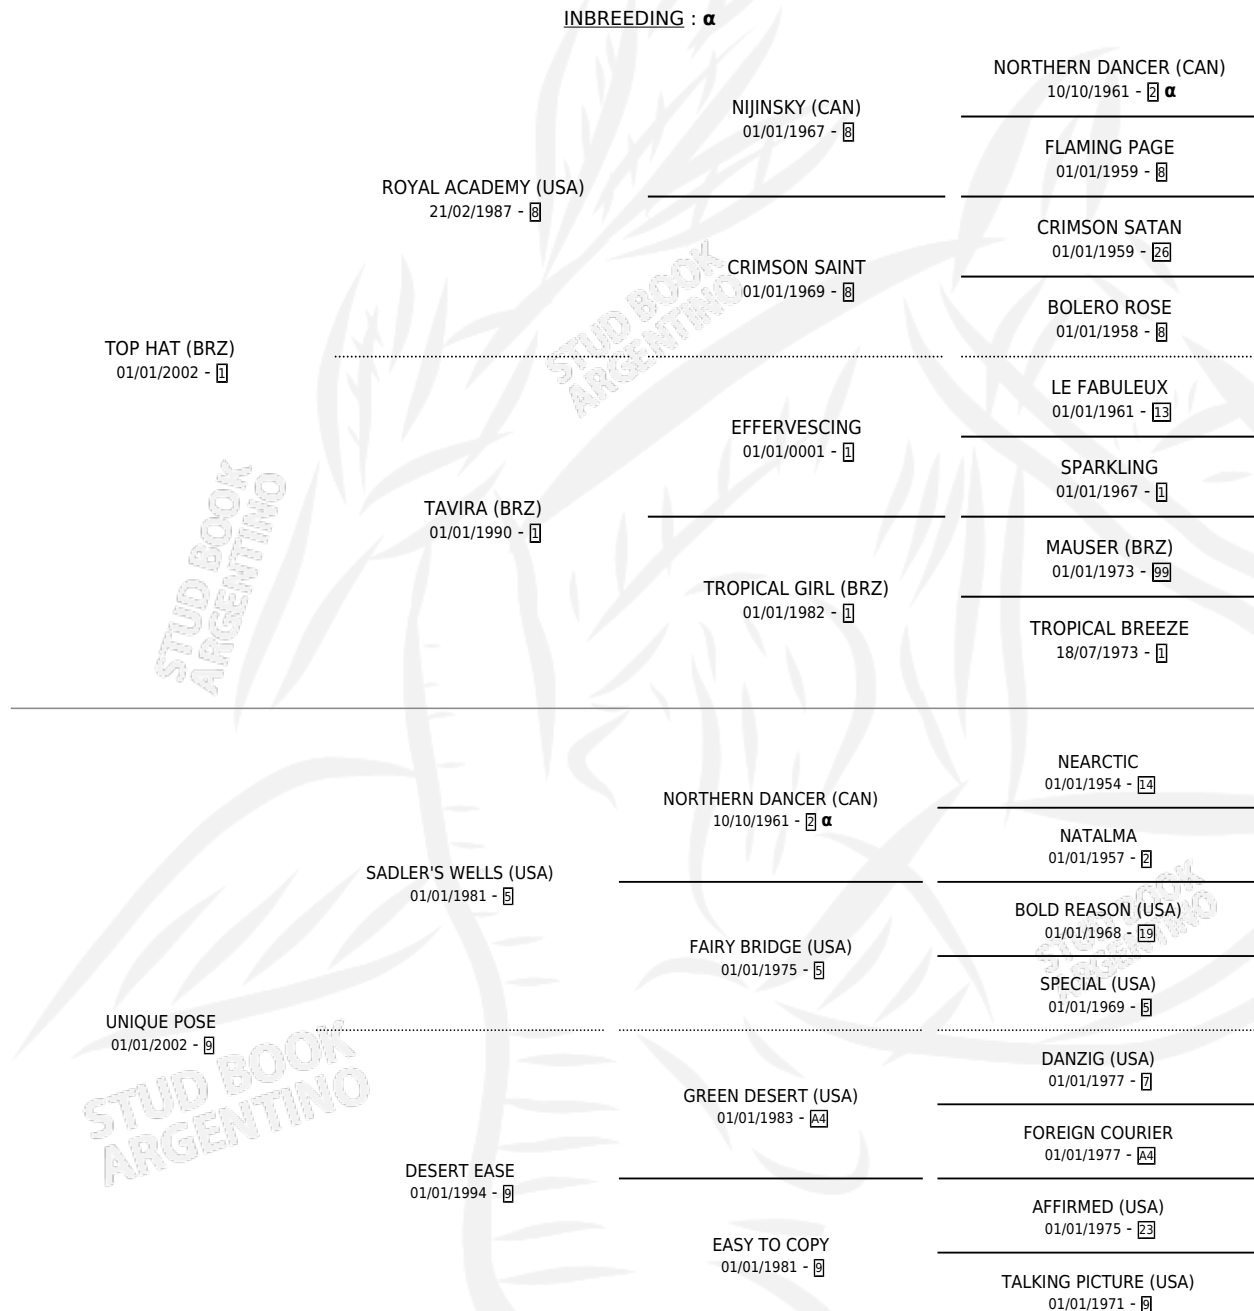 INBREEDING : α
NORTHERN DANCER (CAN)
10/10/1961 - 2 α
NIJINSKY (CAN)
01/01/1967 - 8
FLAMING PAGE
01/01/1959 - 8
ROYAL ACADEMY (USA)
21/02/1987 - 8
CRIMSON SATAN
01/01/1959 - 26
CRIMSON SAINT
01/01/1969 - 8
BOLERO ROSE
01/01/1958 - 8
TOP HAT (BRZ)
01/01/2002 - 1
LE FABULEUX
01/01/1961 - 13
EFFERVESCING
01/01/0001 - 1
SPARKLING
01/01/1967 - 1
TAVIRA (BRZ)
01/01/1990 - 1
MAUSER (BRZ)
01/01/1973 - 99
TROPICAL GIRL (BRZ)
01/01/1982 - 1
TROPICAL BREEZE
18/07/1973 - 1
NEARCTIC
01/01/1954 - 14
NORTHERN DANCER (CAN)
10/10/1961 - 2 α
NATALMA
01/01/1957 - 2
SADLER'S WELLS (USA)
01/01/1981 - 5
BOLD REASON (USA)
01/01/1968 - 19
FAIRY BRIDGE (USA)
01/01/1975 - 5
SPECIAL (USA)
01/01/1969 - 5
UNIQUE POSE
01/01/2002 - 9
DANZIG (USA)
01/01/1977 - 7
GREEN DESERT (USA)
01/01/1983 - A4
FOREIGN COURIER
01/01/1977 - A4
DESERT EASE
01/01/1994 - 9
AFFIRMED (USA)
01/01/1975 - 23
EASY TO COPY
01/01/1981 - 9
TALKING PICTURE (USA)
01/01/1971 - 9
STUD BOOK
ARGENTINO
STUD BOOK
ARGENTINO
STUD BOOK
ARGENTINO
STUD BOOK
ARGENTINO